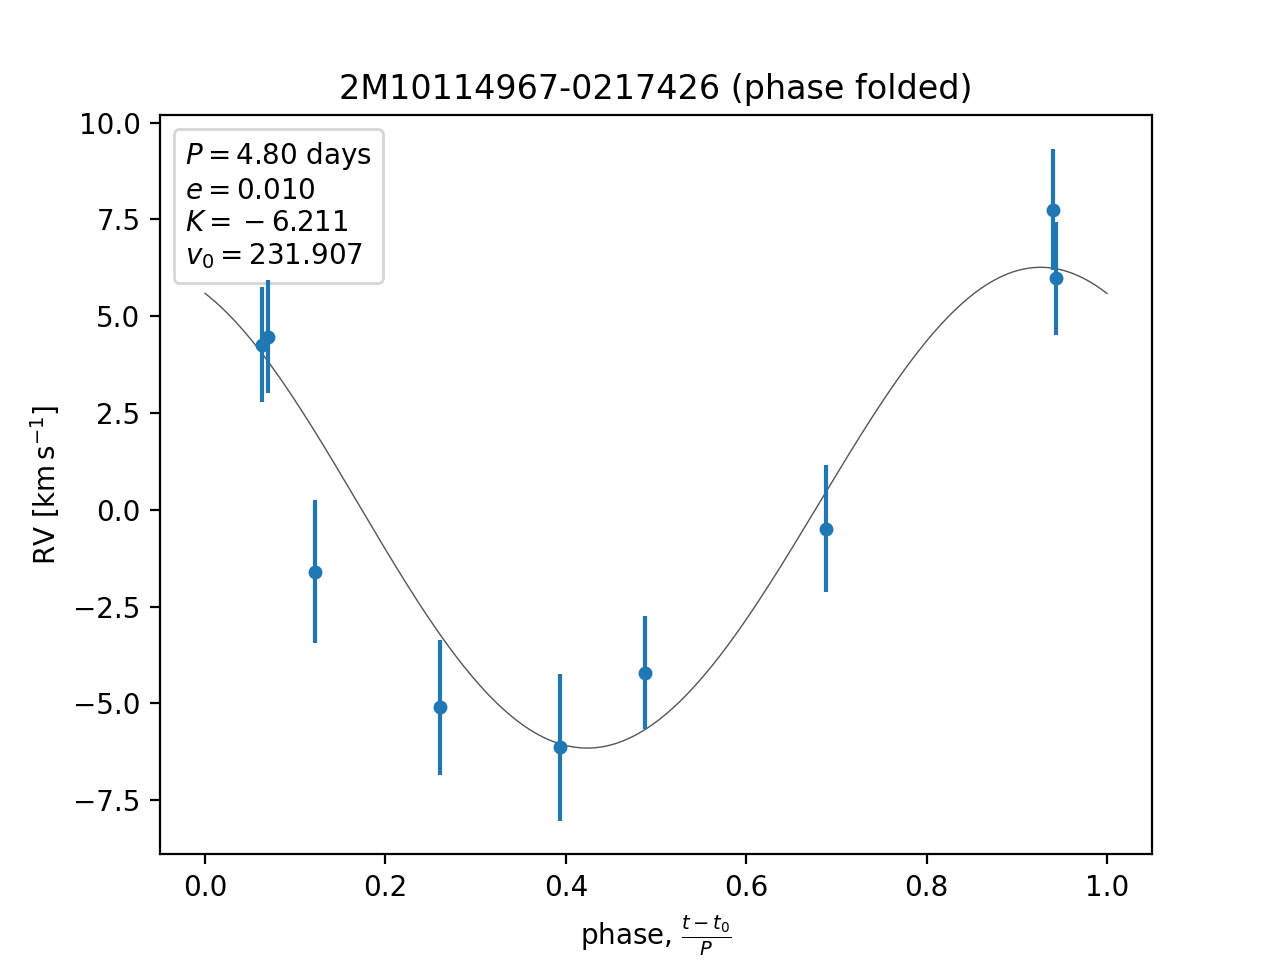 2M10114967-0217426 (phase folded)
P = 4.80 days
e = 0.010
K = −6.211
v₀ = 231.907
10.0
7.5
5.0
2.5
0.0
−2.5
−5.0
−7.5
RV [km s⁻¹]
0.0 0.2 0.4 0.6 0.8 1.0
phase, (t − t₀)/P